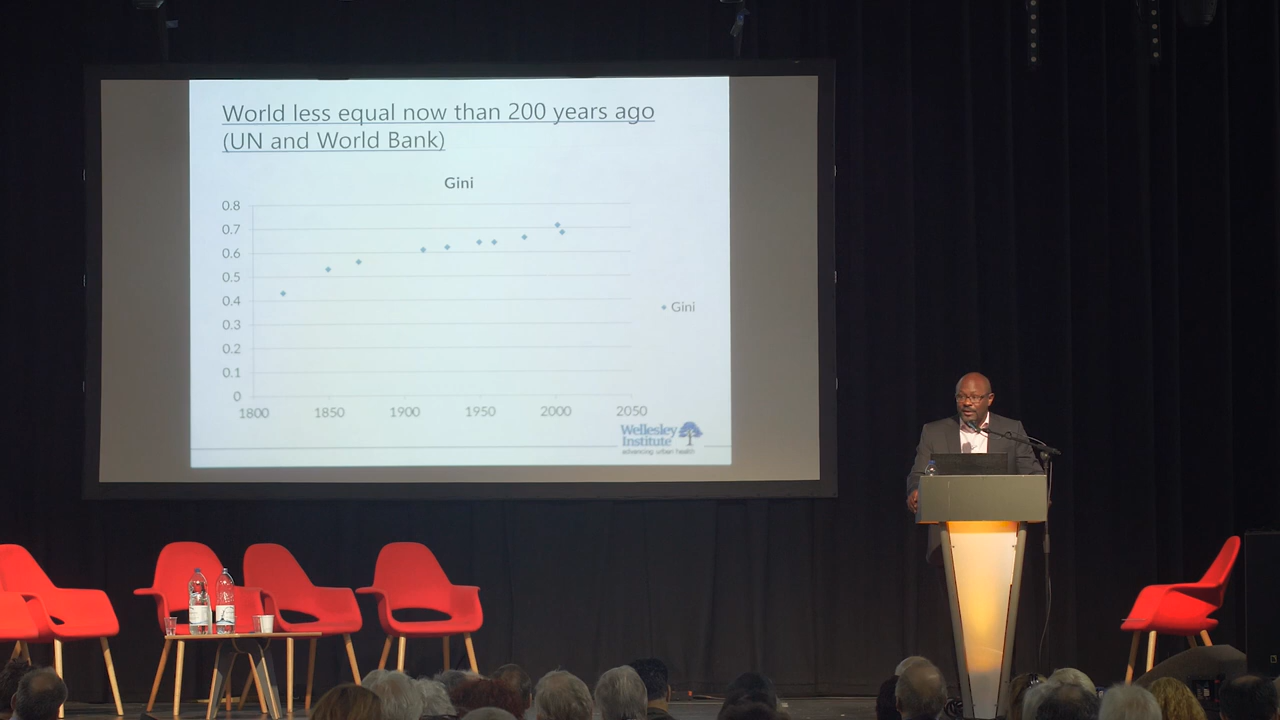 World less equal now than 200 years ago
(UN and World Bank)
Gini
0.8
0.7
0.6
0.5
0.4
0.3
0.2
0.1
0
1800 1850 1900 1950 2000 2050
Gini
Wellesley
Institute
advancing urban health